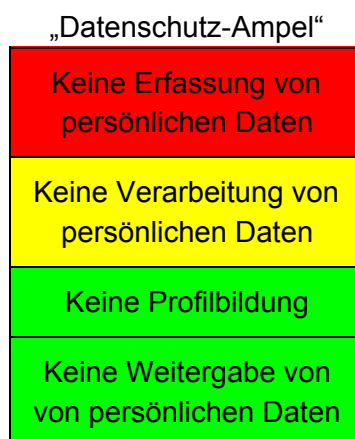 „Datenschutz-Ampel“
Keine Erfassung von
persönlichen Daten
Keine Verarbeitung von
persönlichen Daten
Keine Profilbildung
Keine Weitergabe von
von persönlichen Daten